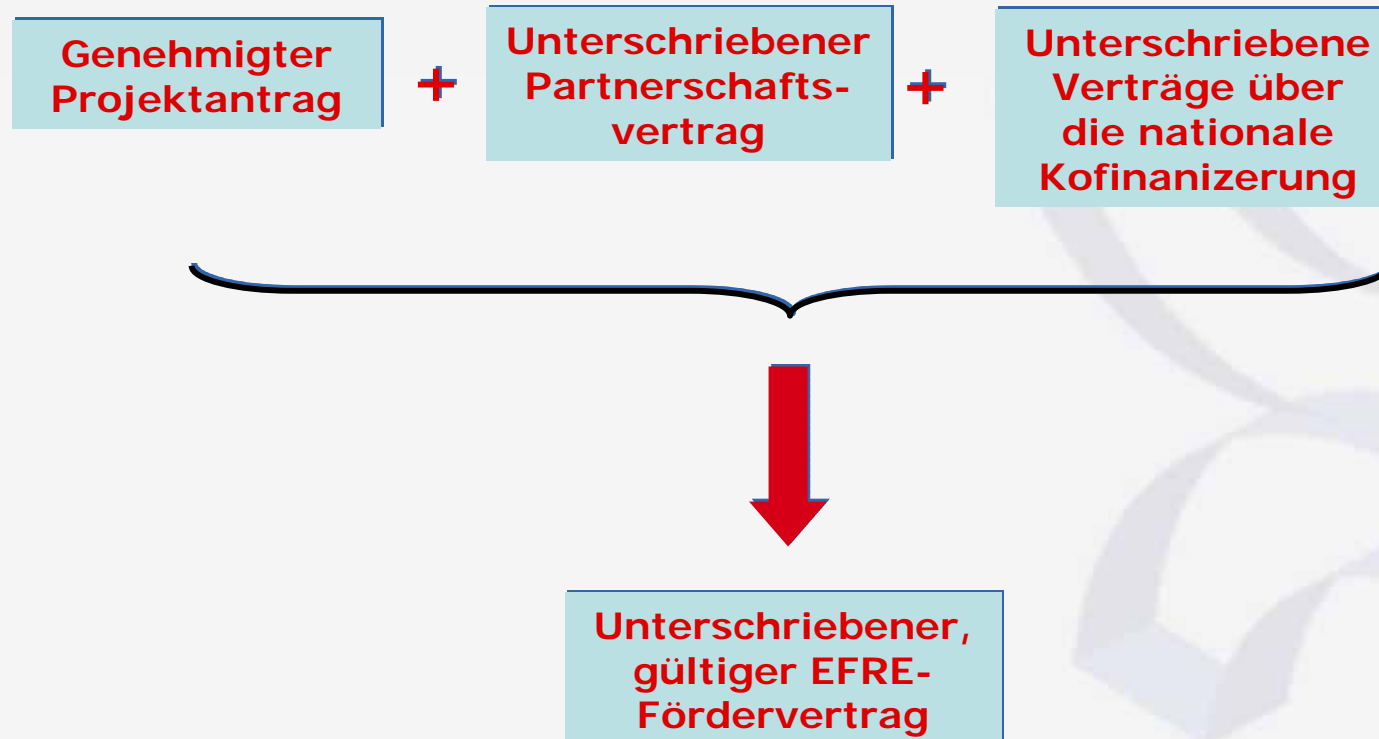 Genehmigter
Projektantrag
+
Unterschriebener
Partnerschafts-
vertrag
+
Unterschriebene
Verträge über
die nationale
Kofinanizerung
Unterschriebener,
gültiger EFRE-
Fördervertrag